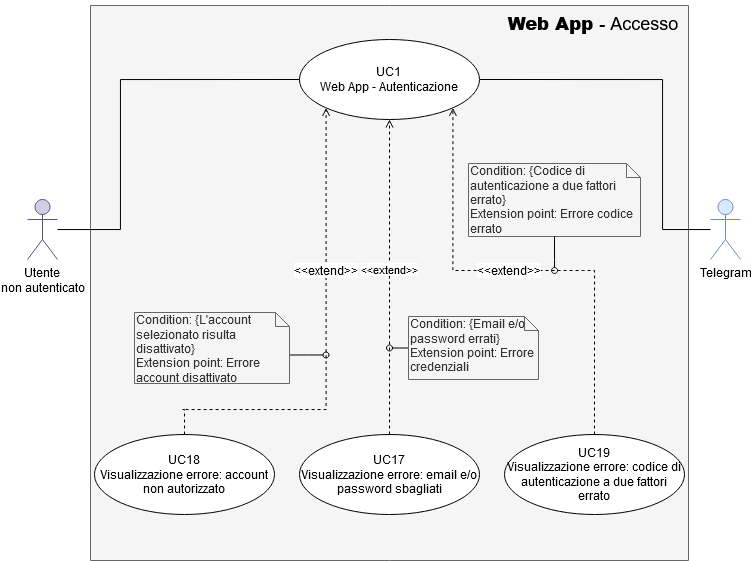 Web App - Accesso
UC1
Web App - Autenticazione
<<extend>>
<<extend>>
<<extend>>
Condition: {Codice di
autenticazione a due fattori
errato}
Extension point: Errore codice
errato
Utente
non autenticato
Telegram
Condition: {L'account
selezionato risulta
disattivato}
Extension point: Errore
account disattivato
Condition: {Email e/o
password errati}
Extension point: Errore
credenziali
UC18
Visualizzazione errore: account
non autorizzato
UC17
Visualizzazione errore: email e/o
password sbagliati
UC19
Visualizzazione errore: codice di
autenticazione a due fattori
errato